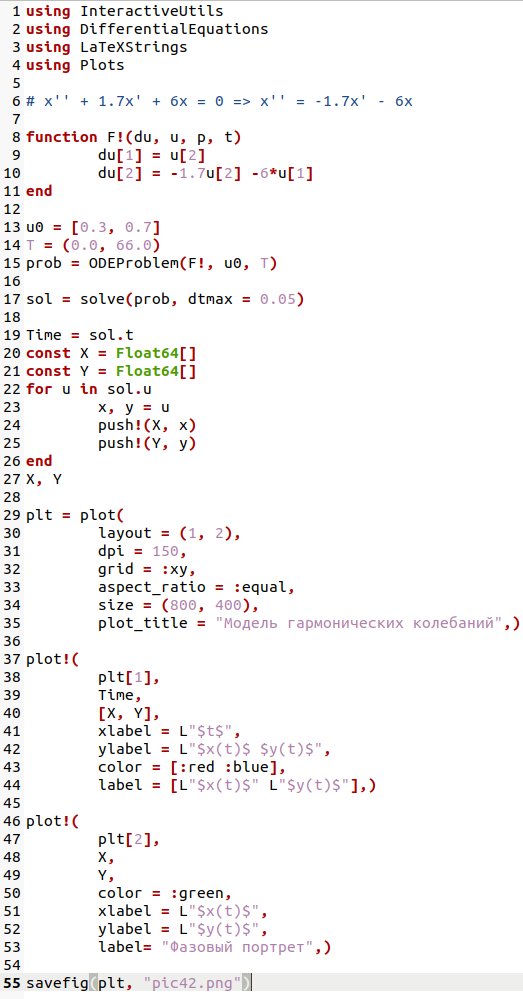 1 using InteractiveUtils
2 using DifferentialEquations
3 using LaTeXStrings
4 using Plots
5
6 # x'' + 1.7x' + 6x = 0 => x'' = -1.7x' - 6x
7
8 function F!(du, u, p, t)
9         du[1] = u[2]
10         du[2] = -1.7u[2] -6*u[1]
11 end
12
13 u0 = [0.3, 0.7]
14 T = (0.0, 66.0)
15 prob = ODEProblem(F!, u0, T)
16
17 sol = solve(prob, dtmax = 0.05)
18
19 Time = sol.t
20 const X = Float64[]
21 const Y = Float64[]
22 for u in sol.u
23         x, y = u
24         push!(X, x)
25         push!(Y, y)
26 end
27 X, Y
28
29 plt = plot(
30         layout = (1, 2),
31         dpi = 150,
32         grid = :xy,
33         aspect_ratio = :equal,
34         size = (800, 400),
35         plot_title = "Модель гармонических колебаний",)
36
37 plot!(
38         plt[1],
39         Time,
40         [X, Y],
41         xlabel = L"$t$",
42         ylabel = L"$x(t)$ $y(t)$",
43         color = [:red :blue],
44         label = [L"$x(t)$" L"$y(t)$"],)
45
46 plot!(
47         plt[2],
48         X,
49         Y,
50         color = :green,
51         xlabel = L"$x(t)$",
52         ylabel = L"$y(t)$",
53         label= "Фазовый портрет",)
54
55 savefig(plt, "pic42.png")